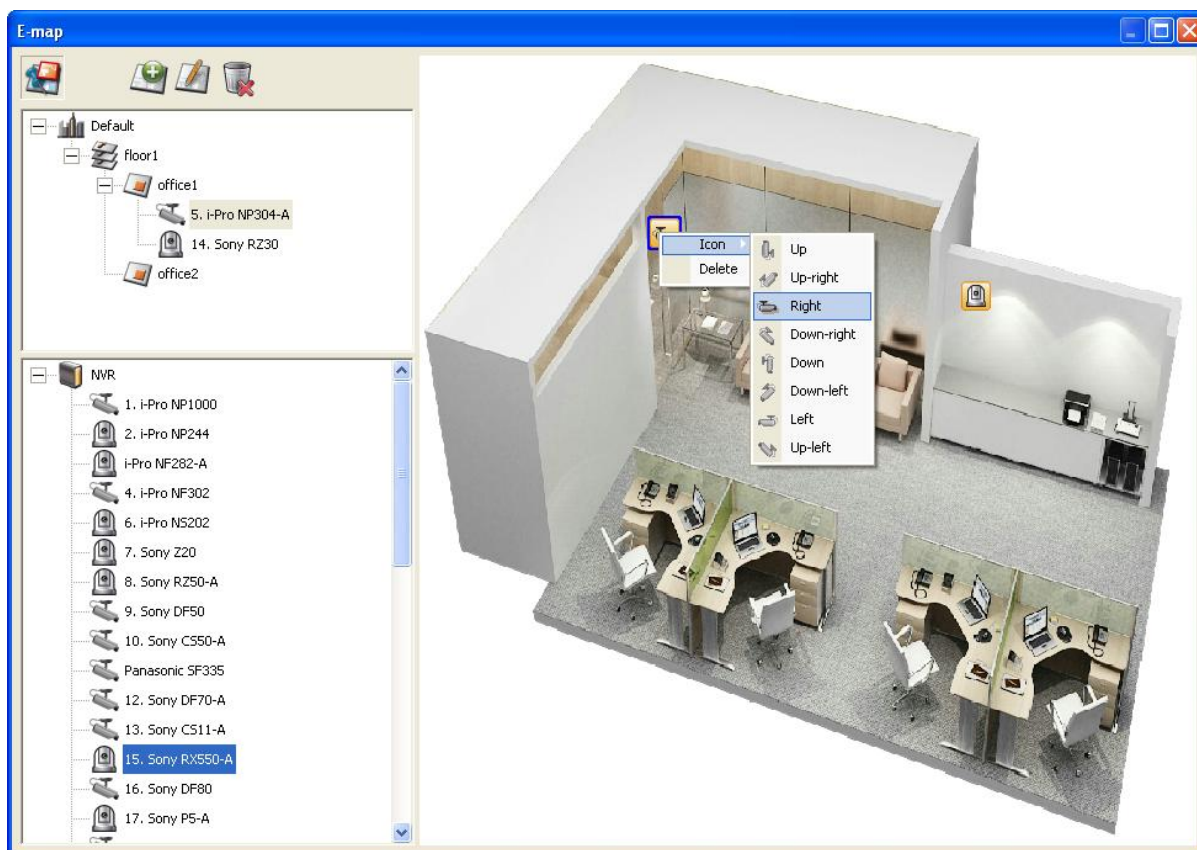 E-map
Default
floor1
office1
5. i-Pro NP304-A
14. Sony RZ30
office2
NVR
1. i-Pro NP1000
2. i-Pro NP244
i-Pro NF282-A
4. i-Pro NF302
6. i-Pro NS202
7. Sony Z20
8. Sony RZ50-A
9. Sony DF50
10. Sony CS50-A
Panasonic SF335
12. Sony DF70-A
13. Sony CS11-A
15. Sony RX550-A
16. Sony DF80
17. Sony P5-A
Icon
Delete
Up
Up-right
Right
Down-right
Down
Down-left
Left
Up-left